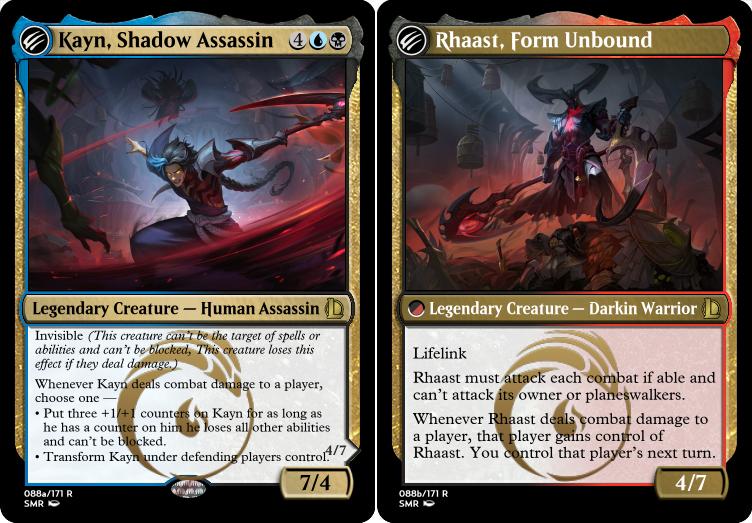 Kayn, Shadow Assassin 4
Legendary Creature — Human Assassin
Invisible (This creature can't be the target of spells or
abilities and can't be blocked, This creature loses this
effect if they deal damage.)
Whenever Kayn deals combat damage to a player,
choose one —
• Put three +1/+1 counters on Kayn for as long as
he has a counter on him he loses all other abilities
and can't be blocked.
• Transform Kayn under defending players control.
4/7
7/4
088a/171 R
SMR
Rhaast, Form Unbound
Legendary Creature — Darkin Warrior
Lifelink
Rhaast must attack each combat if able and
can't attack its owner or planeswalkers.
Whenever Rhaast deals combat damage to
a player, that player gains control of
Rhaast. You control that player's next turn.
4/7
088b/171 R
SMR